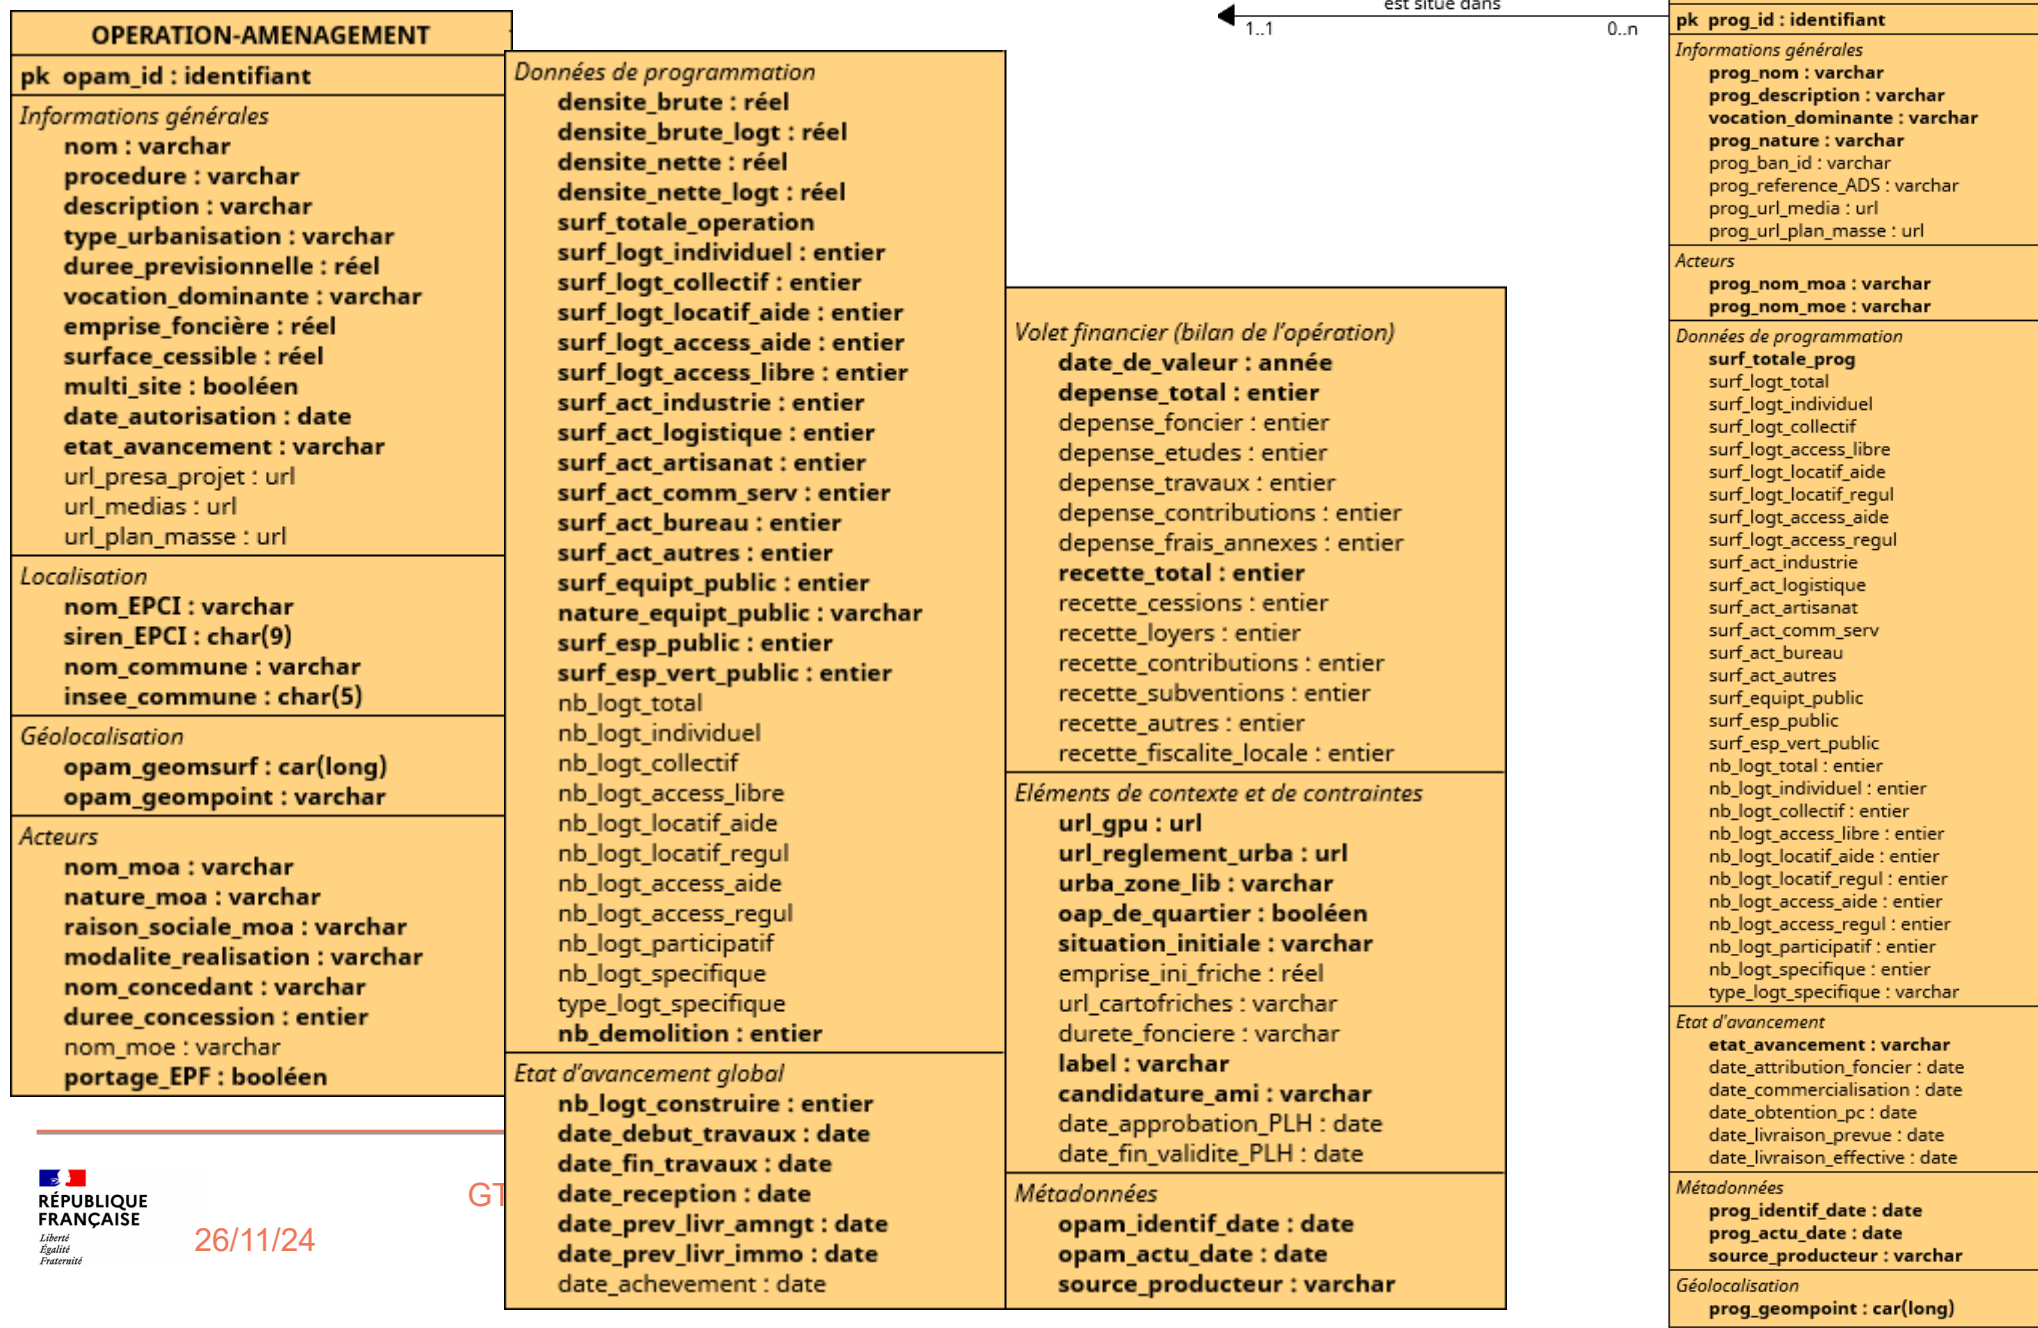 OPERATION-AMENAGEMENT
pk opam_id : identifiant
Informations générales
nom : varchar
procedure : varchar
description : varchar
type_urbanisation : varchar
duree_previsionnelle : réel
vocation_dominante : varchar
emprise_foncière : réel
surface_cessible : réel
multi_site : booléen
date_autorisation : date
etat_avancement : varchar
url_presa_projet : url
url_medias : url
url_plan_masse : url
Localisation
nom_EPCI : varchar
siren_EPCI : char(9)
nom_commune : varchar
insee_commune : char(5)
Géolocalisation
opam_geomsurf : car(long)
opam_geompoint : varchar
Acteurs
nom_moa : varchar
nature_moa : varchar
raison_sociale_moa : varchar
modalite_realisation : varchar
nom_concedant : varchar
duree_concession : entier
nom_moe : varchar
portage_EPF : booléen
RÉPUBLIQUE
FRANÇAISE
Liberté
Égalité
Fraternité
26/11/24
GT
Données de programmation
densite_brute : réel
densite_brute_logt : réel
densite_nette : réel
densite_nette_logt : réel
surf_totale_operation
surf_logt_individuel : entier
surf_logt_collectif : entier
surf_logt_locatif_aide : entier
surf_logt_access_aide : entier
surf_logt_access_libre : entier
surf_act_industrie : entier
surf_act_logistique : entier
surf_act_artisanat : entier
surf_act_comm_serv : entier
surf_act_bureau : entier
surf_act_autres : entier
surf_equipt_public : entier
nature_equipt_public : varchar
surf_esp_public : entier
surf_esp_vert_public : entier
nb_logt_total
nb_logt_individuel
nb_logt_collectif
nb_logt_access_libre
nb_logt_locatif_aide
nb_logt_locatif_regul
nb_logt_access_aide
nb_logt_access_regul
nb_logt_participatif
nb_logt_specifique
type_logt_specifique
nb_demolition : entier
Etat d'avancement global
nb_logt_construire : entier
date_debut_travaux : date
date_fin_travaux : date
date_reception : date
date_prev_livr_amngt : date
date_prev_livr_immo : date
date_achevement : date
Volet financier (bilan de l'opération)
date_de_valeur : année
depense_total : entier
depense_foncier : entier
depense_etudes : entier
depense_travaux : entier
depense_contributions : entier
depense_frais_annexes : entier
recette_total : entier
recette_cessions : entier
recette_loyers : entier
recette_contributions : entier
recette_subventions : entier
recette_autres : entier
recette_fiscalite_locale : entier
Eléments de contexte et de contraintes
url_gpu : url
url_reglement_urba : url
urba_zone_lib : varchar
oap_de_quartier : booléen
situation_initiale : varchar
emprise_ini_friche : réel
url_cartofriches : varchar
durete_fonciere : varchar
label : varchar
candidature_ami : varchar
date_approbation_PLH : date
date_fin_validite_PLH : date
Métadonnées
opam_identif_date : date
opam_actu_date : date
source_producteur : varchar
est situé dans
1..1
0..n
pk prog_id : identifiant
Informations générales
prog_nom : varchar
prog_description : varchar
vocation_dominante : varchar
prog_nature : varchar
prog_ban_id : varchar
prog_reference_ADS : varchar
prog_url_media : url
prog_url_plan_masse : url
Acteurs
prog_nom_moa : varchar
prog_nom_moe : varchar
Données de programmation
surf_totale_prog
surf_logt_total
surf_logt_individuel
surf_logt_collectif
surf_logt_access_libre
surf_logt_locatif_aide
surf_logt_locatif_regul
surf_logt_access_aide
surf_logt_access_regul
surf_act_industrie
surf_act_logistique
surf_act_artisanat
surf_act_comm_serv
surf_act_bureau
surf_act_autres
surf_equipt_public
surf_esp_public
surf_esp_vert_public
nb_logt_total : entier
nb_logt_individuel : entier
nb_logt_collectif : entier
nb_logt_access_libre : entier
nb_logt_locatif_aide : entier
nb_logt_locatif_regul : entier
nb_logt_access_aide : entier
nb_logt_access_regul : entier
nb_logt_participatif : entier
nb_logt_specifique : entier
type_logt_specifique : varchar
Etat d'avancement
etat_avancement : varchar
date_attribution_foncier : date
date_commercialisation : date
date_obtention_pc : date
date_livraison_prevue : date
date_livraison_effective : date
Métadonnées
prog_identif_date : date
prog_actu_date : date
source_producteur : varchar
Géolocalisation
prog_geompoint : car(long)